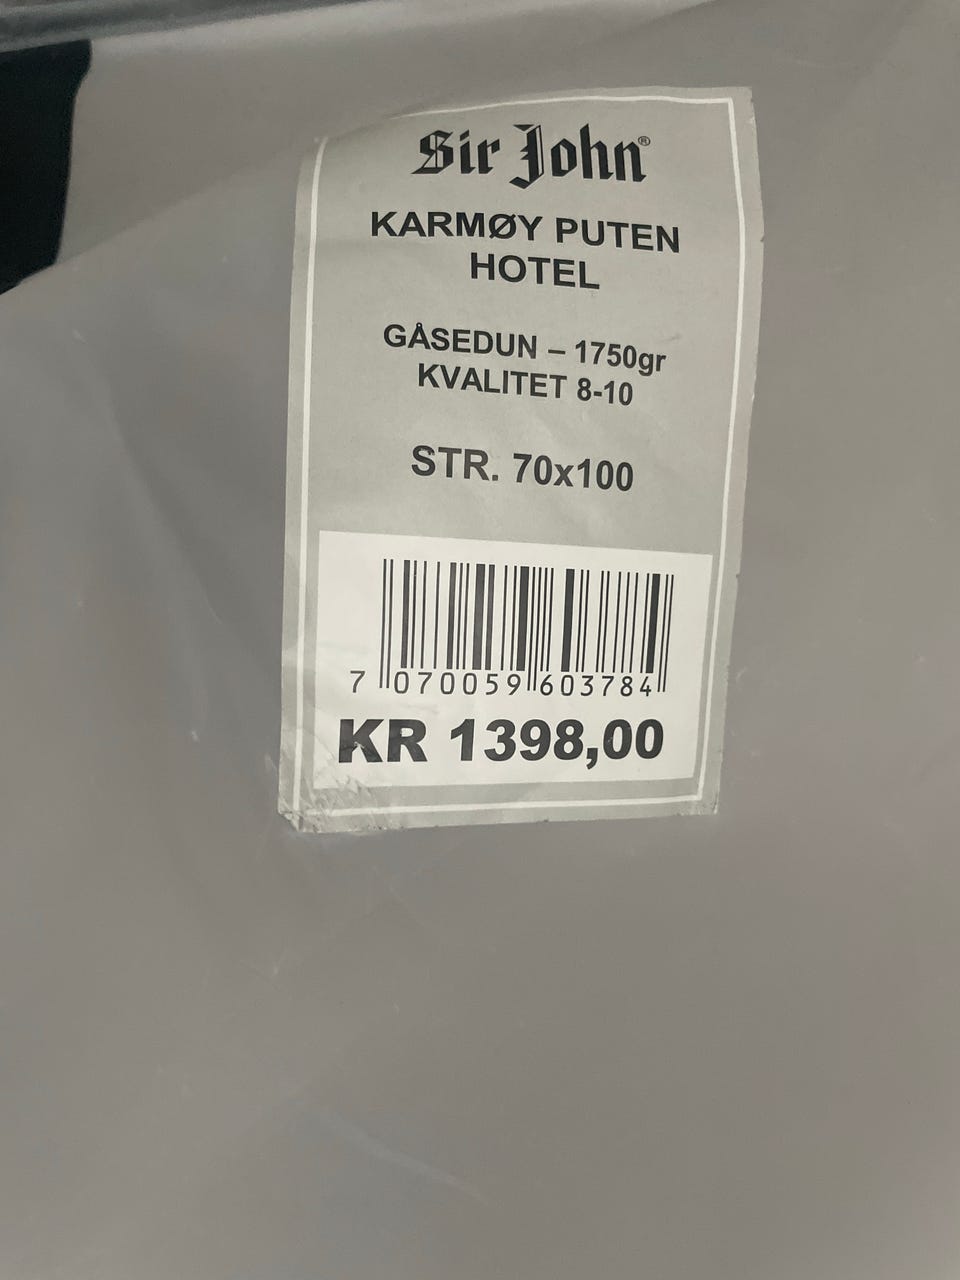 Sir John®
KARMØY PUTEN
HOTEL
GÅSEDUN – 1750gr
KVALITET 8-10
STR. 70x100
7 070059 603784
KR 1398,00